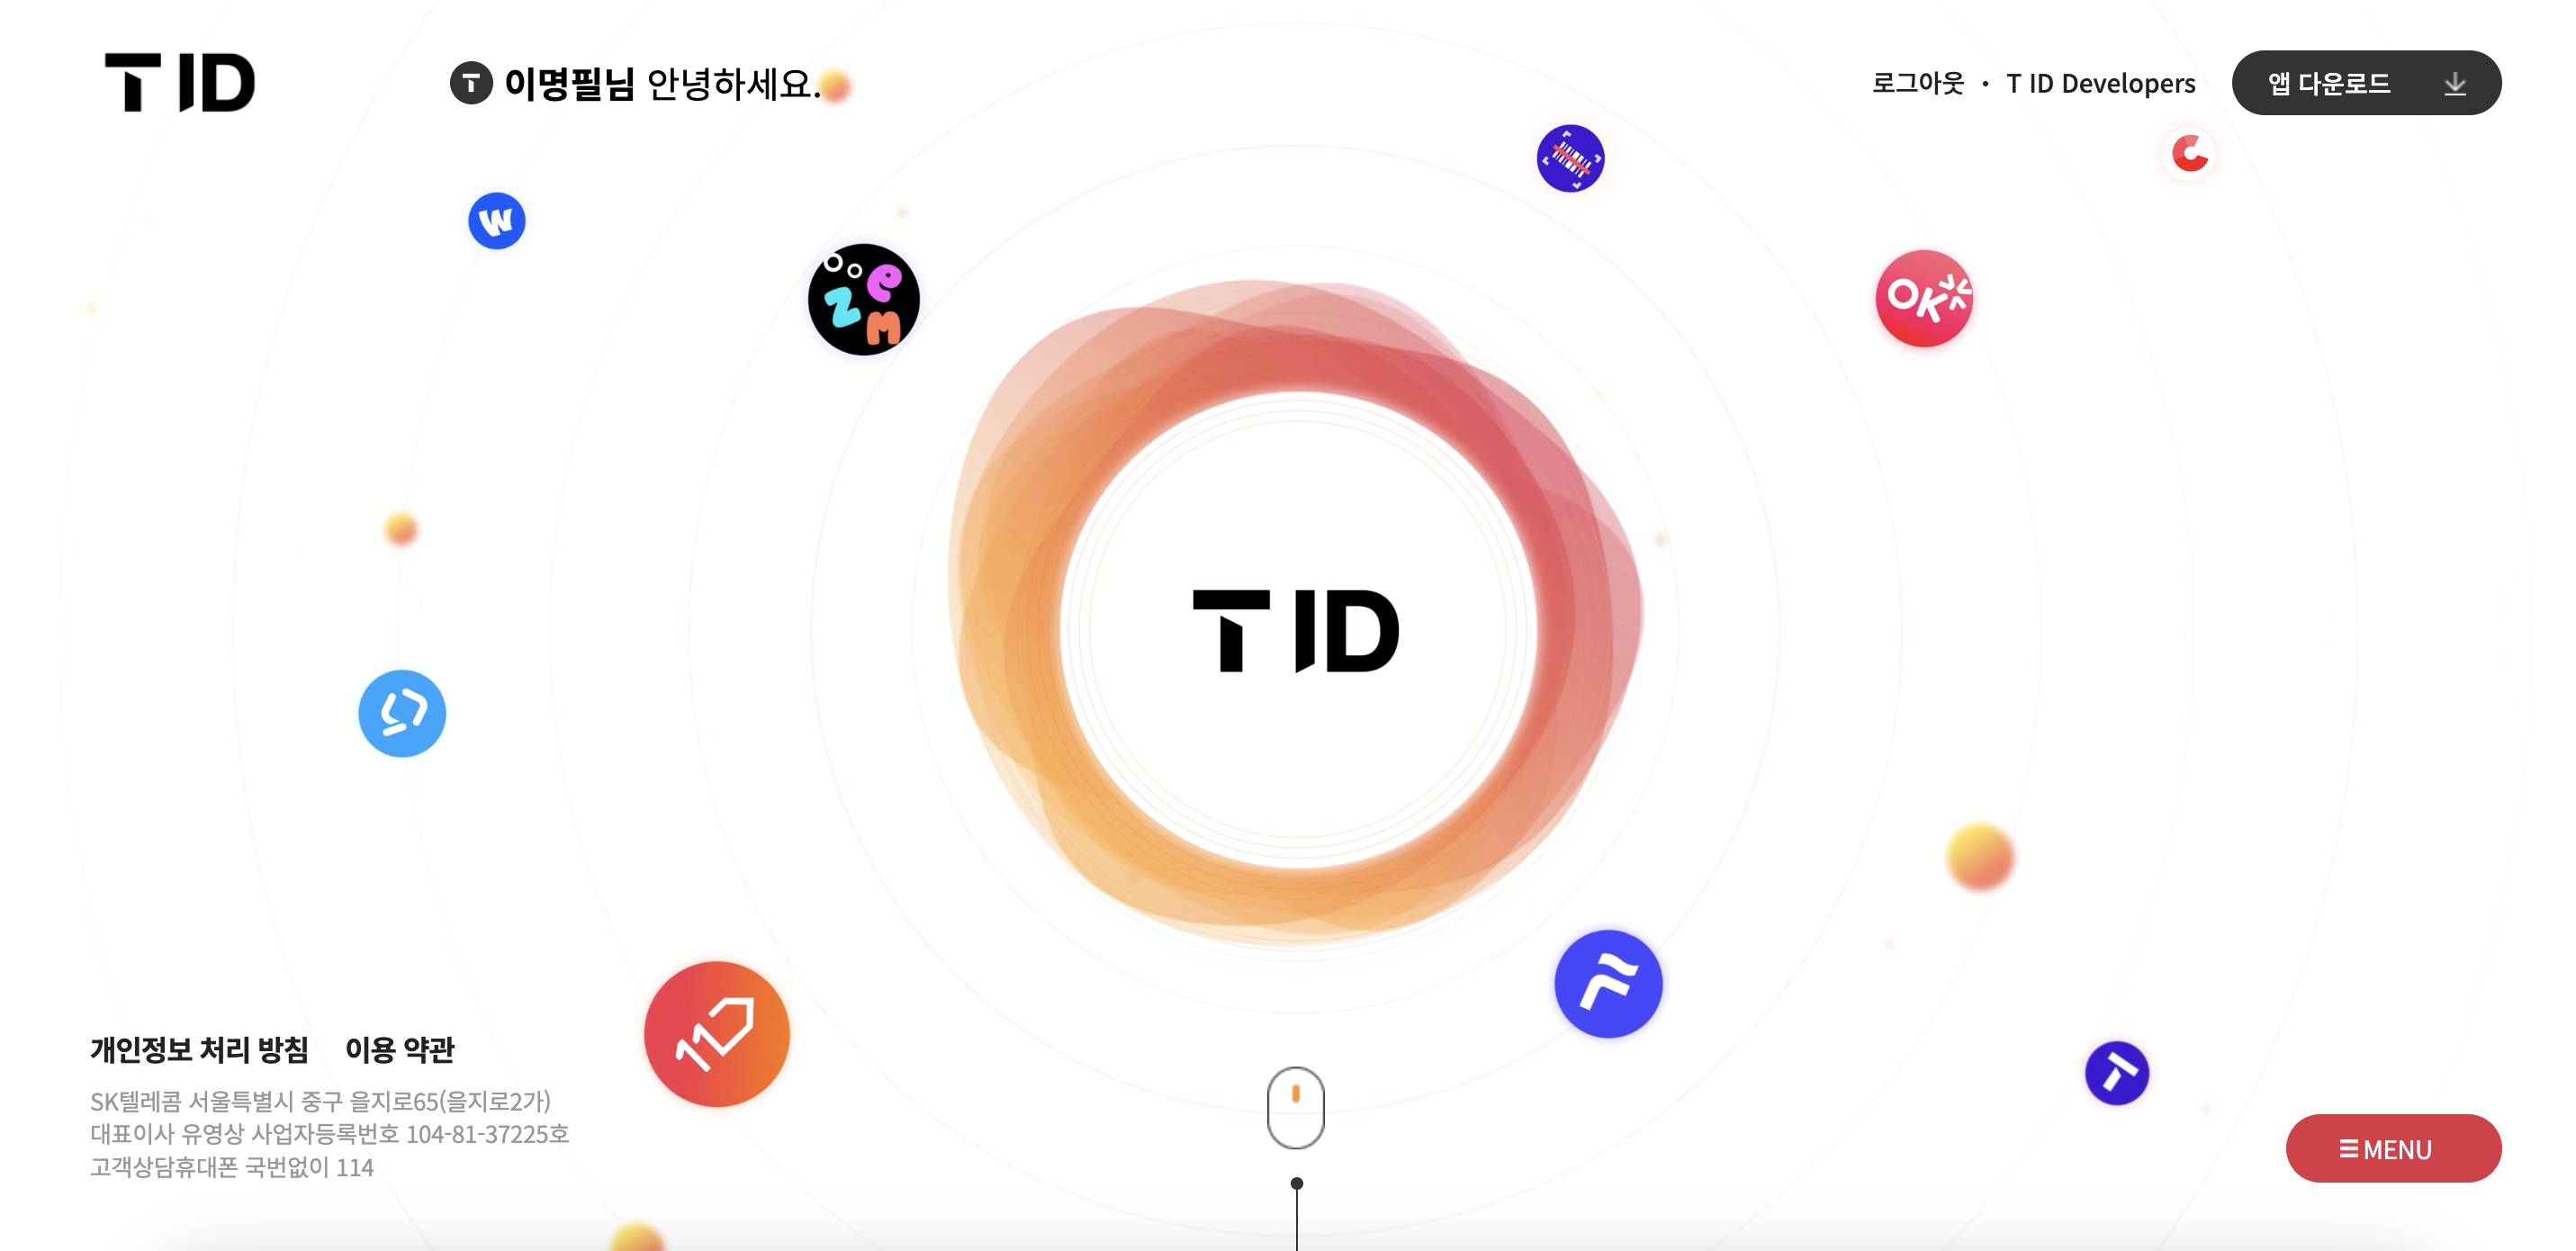 T ID
T 이명필님 안녕하세요.
로그아웃 · T ID Developers
앱 다운로드
W
ZEM
OK
T ID
11
개인정보 처리 방침 이용 약관
SK텔레콤 서울특별시 중구 을지로65(을지로2가)
대표이사 유영상 사업자등록번호 104-81-37225호
고객상담휴대폰 국번없이 114
T
MENU